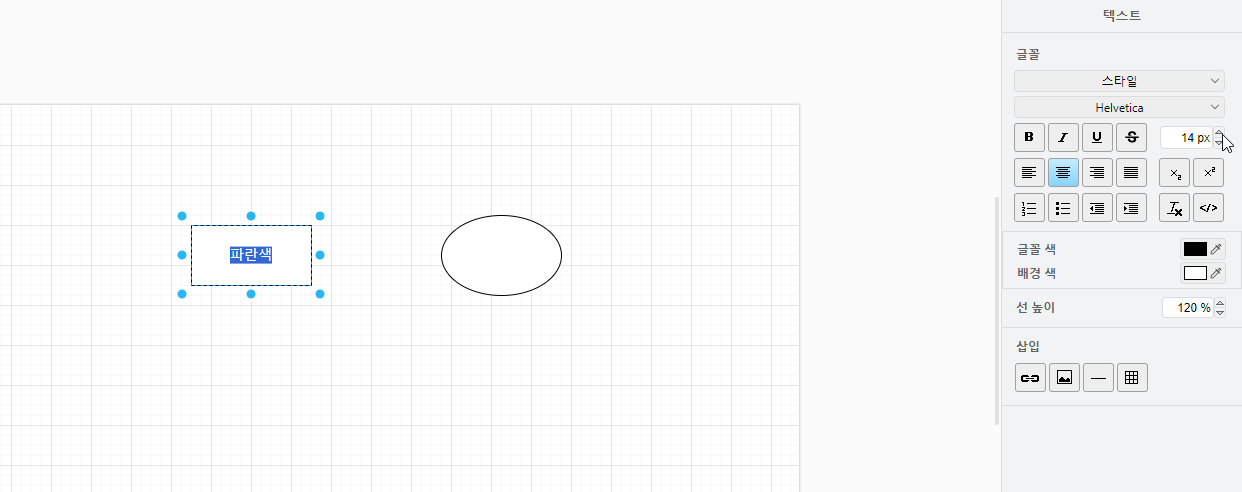 텍스트
글꼴
스타일
Helvetica
B I U S 14 px
글꼴 색
배경 색
선 높이 120 %
삽입
파란색